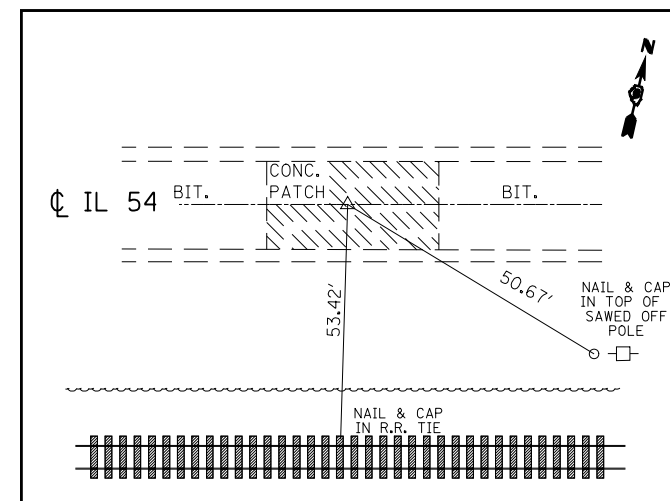 N
CONC.
PATCH
℄ IL 54
BIT.
BIT.
53.42'
50.67'
NAIL & CAP
IN TOP OF
SAWED OFF
POLE
NAIL & CAP
IN R.R. TIE